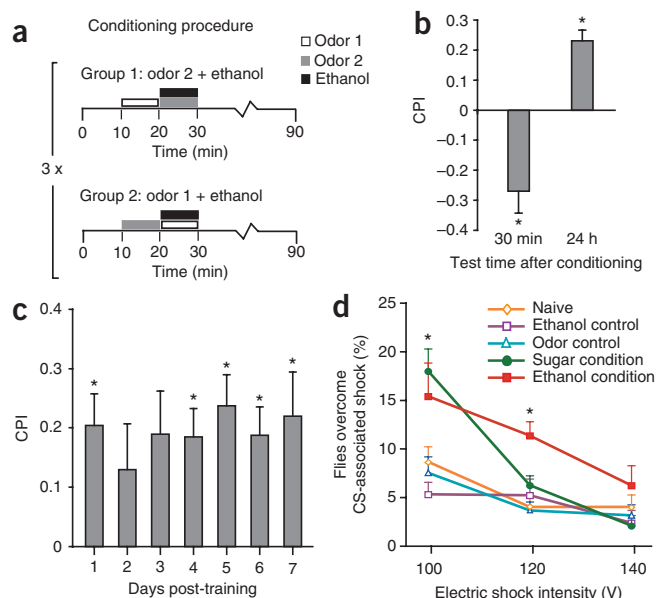 a
Conditioning procedure
Odor 1
Odor 2
Ethanol
Group 1: odor 2 + ethanol
0 10 20 30 90
Time (min)
3 x
Group 2: odor 1 + ethanol
0 10 20 30 90
Time (min)
b
CPI
0.3
0.2
0.1
0
–0.1
–0.2
–0.3
–0.4
*
*
30 min 24 h
Test time after conditioning
c
CPI
0.4
0.3
0.2
0.1
0
* * * * *
1 2 3 4 5 6 7
Days post-training
d
Flies overcome
CS-associated shock (%)
25
20
15
10
5
0
Naive
Ethanol control
Odor control
Sugar condition
Ethanol condition
*
*
100 120 140
Electric shock intensity (V)